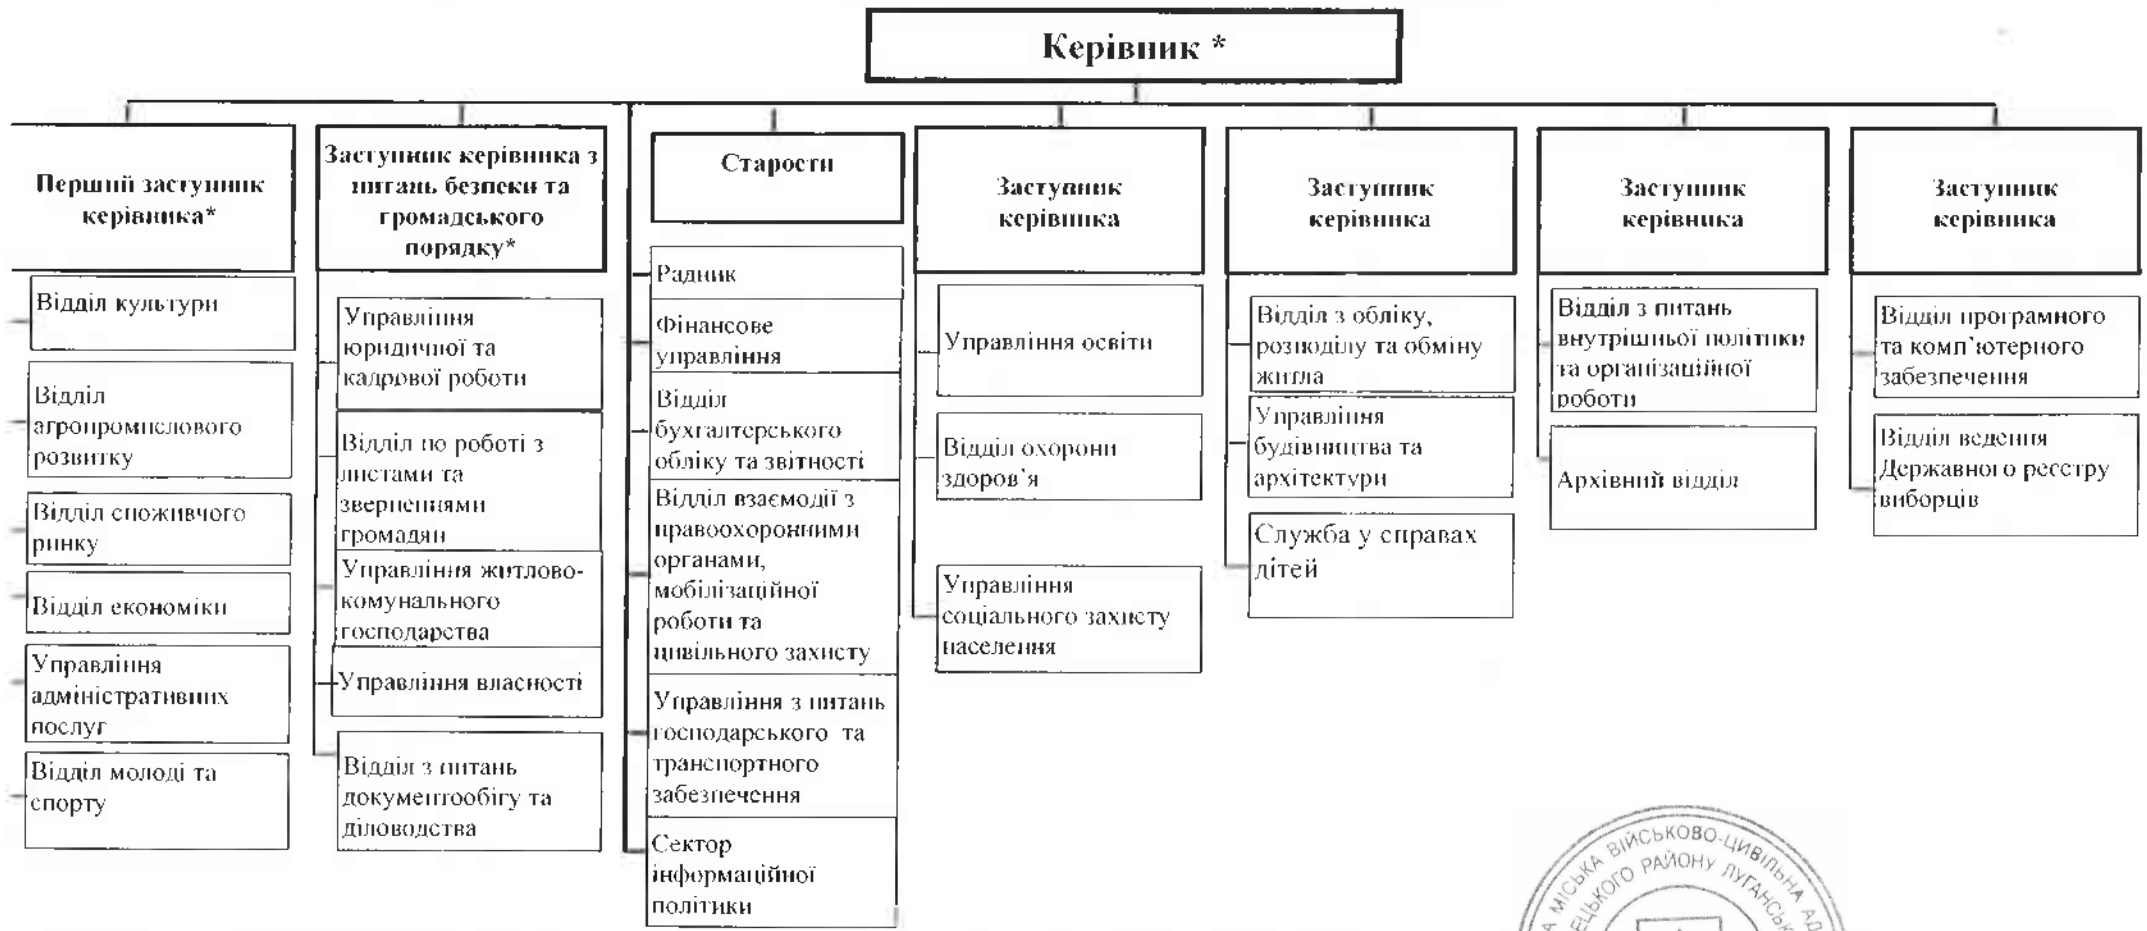 Керівник *
Перший заступник
керівника*
Відділ культури
Відділ
агропромислового
розвитку
Відділ споживчого
ринку
Відділ економіки
Управління
адміністративних
послуг
Відділ молоді та
спорту
Заступник керівника з
питань безпеки та
громадського
порядку*
Управління
юридичної та
кадрової роботи
Відділ по роботі з
листами та
зверненнями
громадян
Управління житлово-
комунального
господарства
Управління власності
Відділ з питань
документообігу та
діловодства
Старости
Радник
Фінансове
управління
Відділ
бухгалтерського
обліку та звітності
Відділ взаємодії з
правоохоронними
органами,
мобілізаційної
роботи та
цивільного захисту
Управління з питань
господарського та
транспортного
забезпечення
Сектор
інформаційної
політики
Заступник
керівника
Управління освіти
Відділ охорони
здоров'я
Управління
соціального захисту
населення
Заступник
керівника
Відділ з обліку,
розподілу та обміну
житла
Управління
будівництва та
архітектури
Служба у справах
дітей
Заступник
керівника
Відділ з питань
внутрішньої політики
та організаційної
роботи
Архівний відділ
Заступник
керівника
Відділ програмного
та комп'ютерного
забезпечення
Відділ ведення
Державного реєстру
виборців
МІСЬКА ВІЙСЬКОВО-ЦИВІЛЬНА
РАЙОНУ